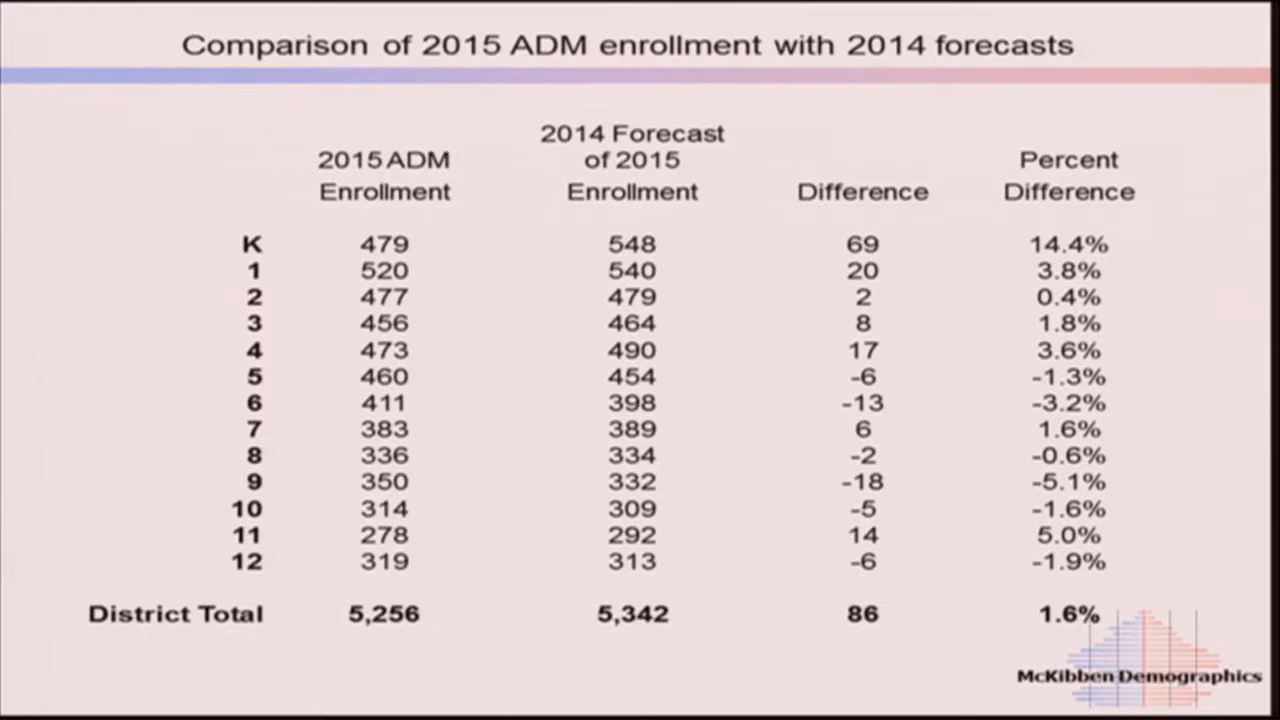 Comparison of 2015 ADM enrollment with 2014 forecasts
2014 Forecast
2015 ADM of 2015 Percent
Enrollment Enrollment Difference Difference
K 479 548 69 14.4%
1 520 540 20 3.8%
2 477 479 2 0.4%
3 456 464 8 1.8%
4 473 490 17 3.6%
5 460 454 -6 -1.3%
6 411 398 -13 -3.2%
7 383 389 6 1.6%
8 336 334 -2 -0.6%
9 350 332 -18 -5.1%
10 314 309 -5 -1.6%
11 278 292 14 5.0%
12 319 313 -6 -1.9%
District Total 5,256 5,342 86 1.6%
McKibben Demographics